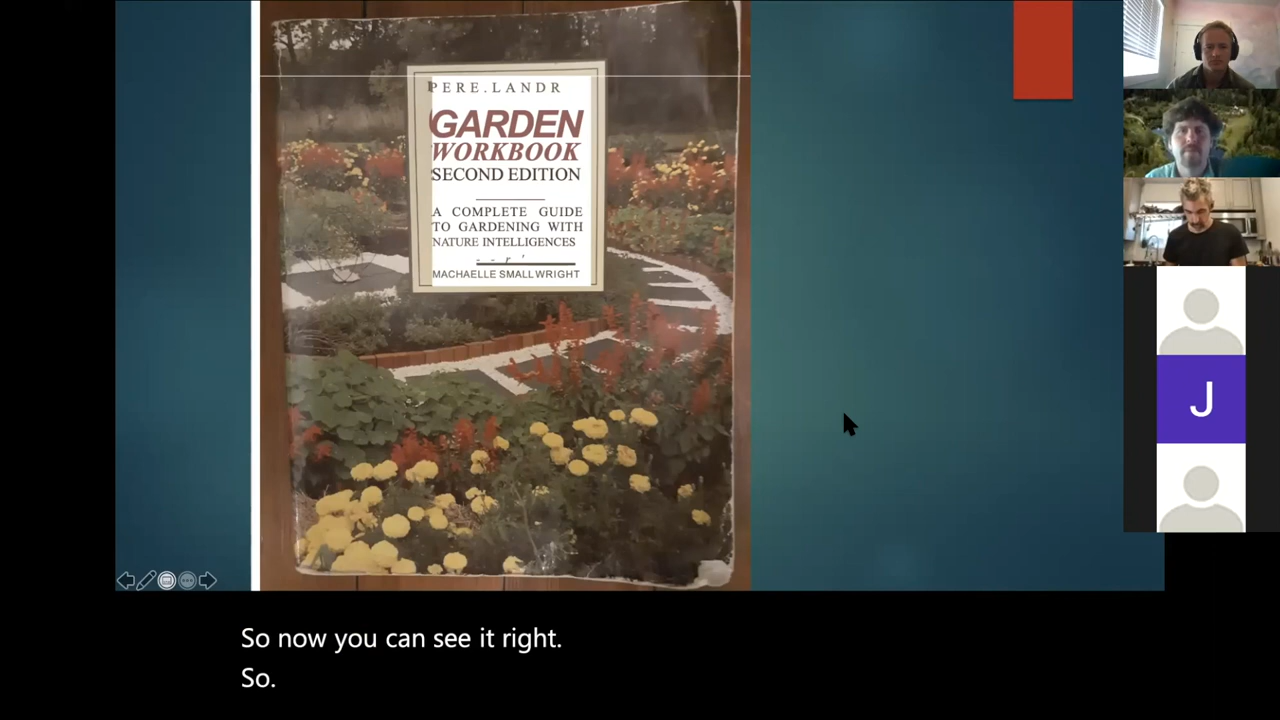 PERE.LANDR
GARDEN
WORKBOOK
SECOND EDITION
A COMPLETE GUIDE
TO GARDENING WITH
NATURE INTELLIGENCES
MACHAELLE SMALL WRIGHT
J
So now you can see it right.
So.